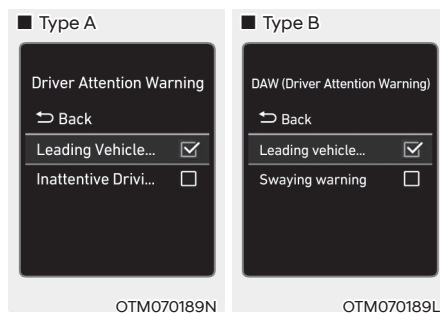 ■ Type A
Driver Attention Warning
Back
Leading Vehicle...
Inattentive Drivi...
OTM070189N
■ Type B
DAW (Driver Attention Warning)
Back
Leading vehicle...
Swaying warning
OTM070189L